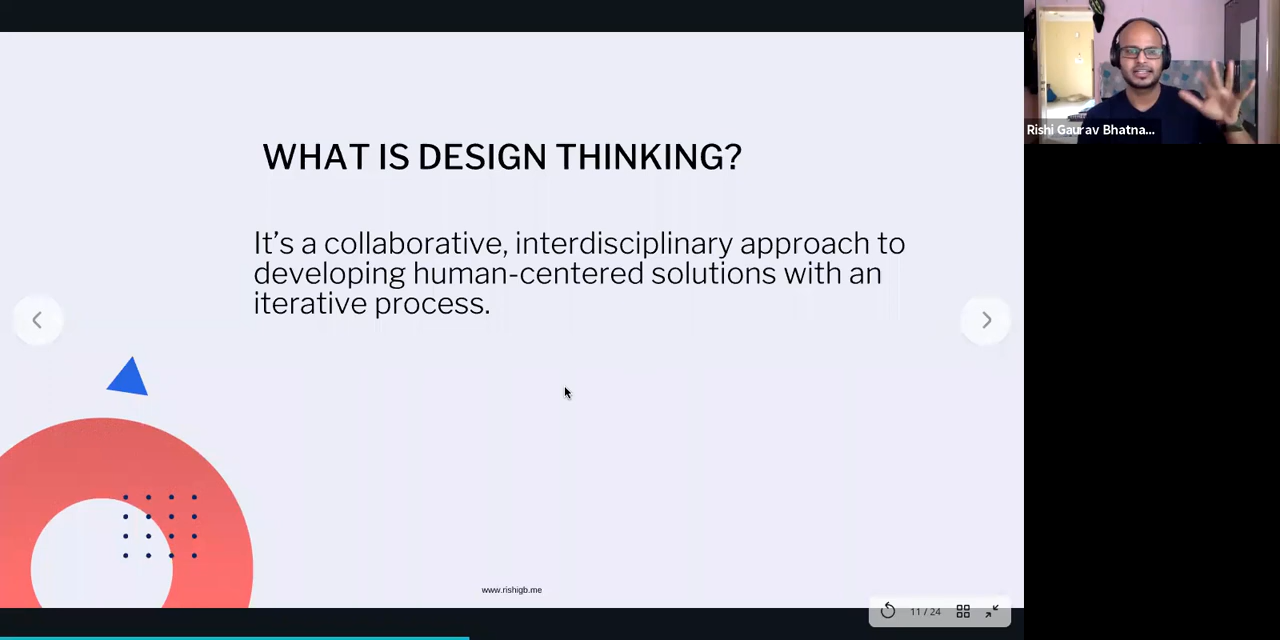 WHAT IS DESIGN THINKING?
It’s a collaborative, interdisciplinary approach to
developing human-centered solutions with an
iterative process.
www.rishigb.me
11 / 24
Rishi Gaurav Bhatna...